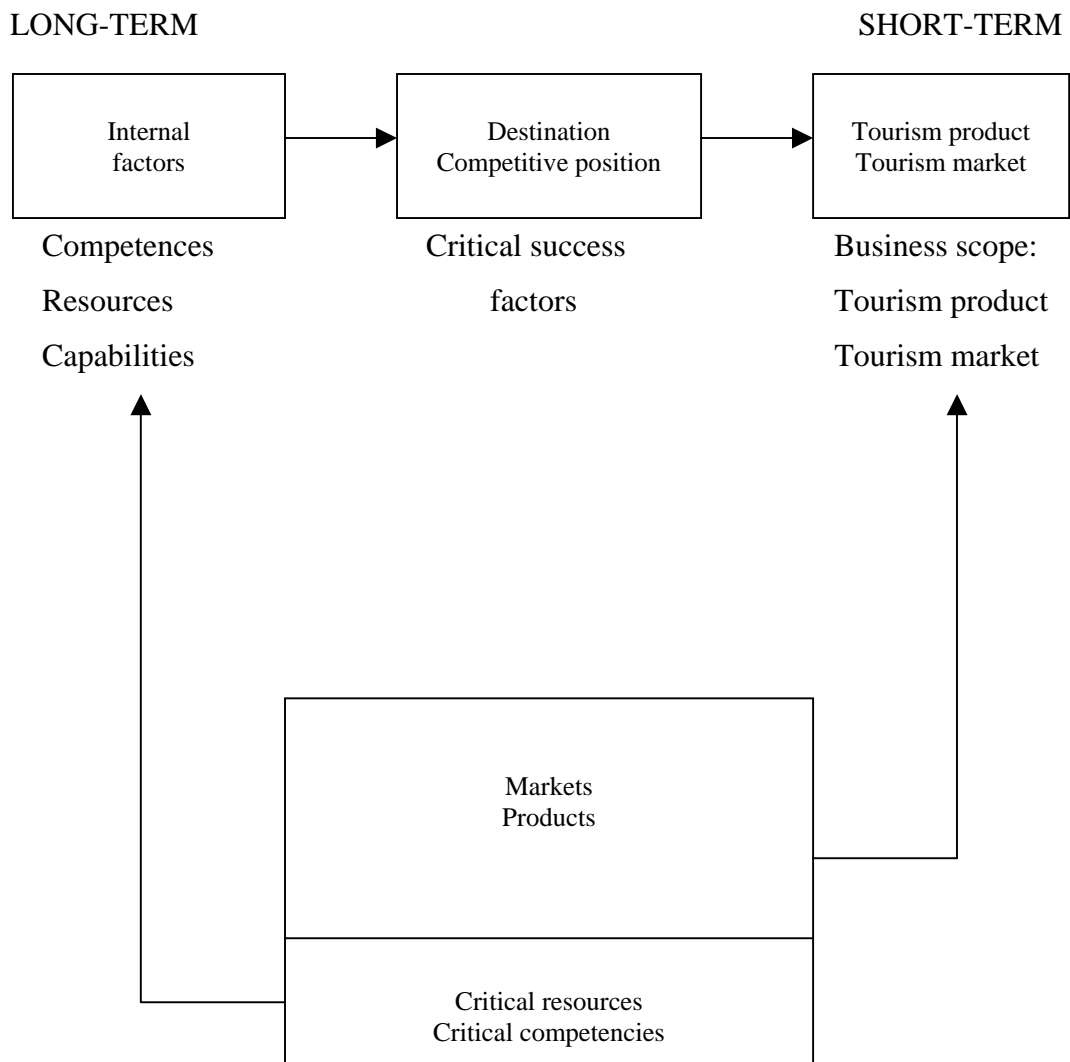 LONG-TERM
SHORT-TERM
Internal
factors
Destination
Competitive position
Tourism product
Tourism market
Competences
Resources
Capabilities
Critical success
factors
Business scope:
Tourism product
Tourism market
Markets
Products
Critical resources
Critical competencies